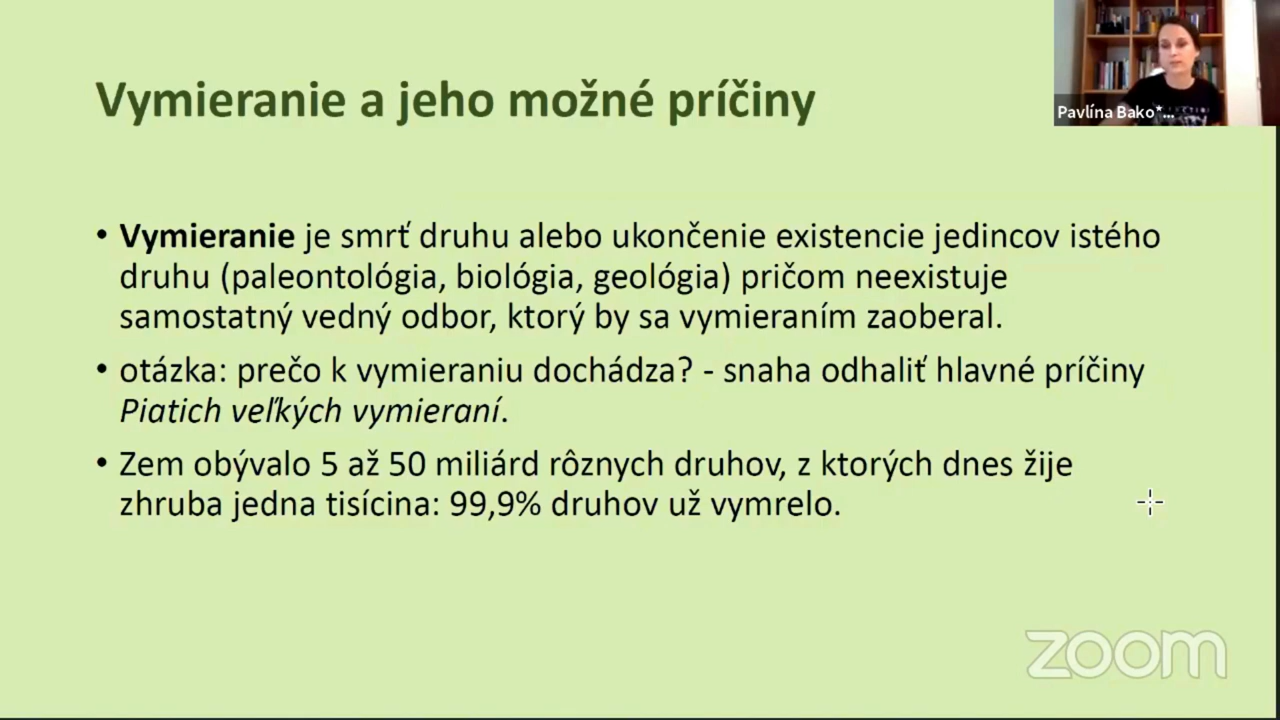 Vymieranie a jeho možné príčiny
Pavlína Bako*...
• Vymieranie je smrť druhu alebo ukončenie existencie jedincov istého
druhu (paleontológia, biológia, geológia) pričom neexistuje
samostatný vedný odbor, ktorý by sa vymieraním zaoberal.
• otázka: prečo k vymieraniu dochádza? - snaha odhaliť hlavné príčiny
Piatich veľkých vymieraní.
• Zem obývalo 5 až 50 miliárd rôznych druhov, z ktorých dnes žije
zhruba jedna tisícina: 99,9% druhov už vymrelo.
zoom